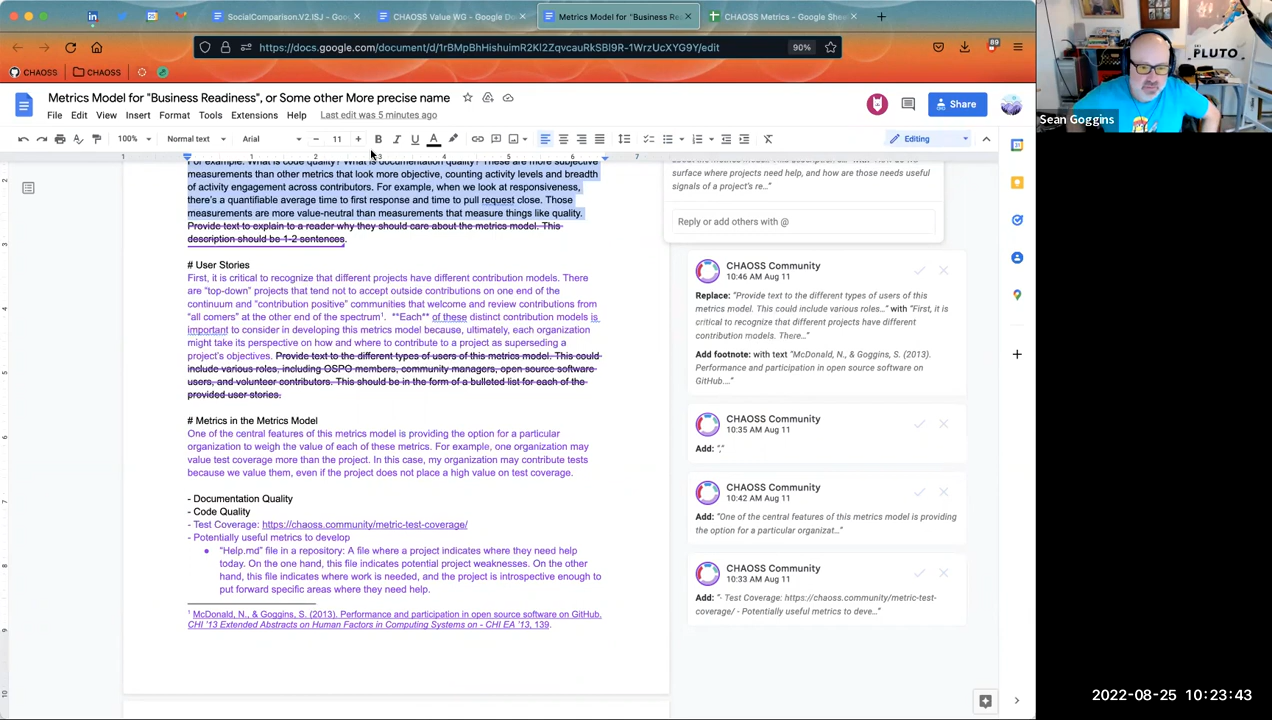 SocialComparison.V2.ISJ - Goo
CHAOSS Value WG - Google Do
Metrics Model for "Business Re
CHAOSS Metrics - Google Shee
https://docs.google.com/document/d/1rBMpBhHishuimR2Kl2ZqvcauRkSBl9R-1WrzUcXYG9Y/edit
90%
89
CHAOSS
CHAOSS
Metrics Model for "Business Readiness", or Some other More precise name
File Edit View Insert Format Tools Extensions Help Last edit was 5 minutes ago
Share
100% Normal text Arial 11 Editing
1 1 2 3 4 5 6 7
For example: What is code quality? What is documentation quality? These are more subjective
measurements than other metrics that look more objective, counting activity levels and breadth
of activity engagement across contributors. For example, when we look at responsiveness,
there's a quantifiable average time to first response and time to pull request close. Those
measurements are more value-neutral than measurements that measure things like quality.
Provide text to explain to a reader why they should care about the metrics model. This
description should be 1-2 sentences.
# User Stories
First, it is critical to recognize that different projects have different contribution models. There
are "top-down" projects that tend not to accept outside contributions on one end of the
continuum and "contribution positive" communities that welcome and review contributions from
"all comers" at the other end of the spectrum¹. **Each** of these distinct contribution models is
important to consider in developing this metrics model because, ultimately, each organization
might take its perspective on how and where to contribute to a project as superseding a
project's objectives. Provide text to the different types of users of this metrics model. This could
include various roles, including OSPO members, community managers, open source software
users, and volunteer contributors. This should be in the form of a bulleted list for each of the
provided user stories.
# Metrics in the Metrics Model
One of the central features of this metrics model is providing the option for a particular
organization to weigh the value of each of these metrics. For example, one organization may
value test coverage more than the project. In this case, my organization may contribute tests
because we value them, even if the project does not place a high value on test coverage.
- Documentation Quality
- Code Quality
- Test Coverage: https://chaoss.community/metric-test-coverage/
- Potentially useful metrics to develop
● "Help.md" file in a repository: A file where a project indicates where they need help
today. On the one hand, this file indicates potential project weaknesses. On the other
hand, this file indicates where work is needed, and the project is introspective enough to
put forward specific areas where they need help.
¹ McDonald, N., & Goggins, S. (2013). Performance and participation in open source software on GitHub.
CHI '13 Extended Abstracts on Human Factors in Computing Systems on - CHI EA '13, 139.
surface where projects need help, and how are those needs useful
signals of a project's re..."
Reply or add others with @
CHAOSS Community
10:46 AM Aug 11
Replace: "Provide text to the different types of users of this
metrics model. This could include various roles..." with "First, it is
critical to recognize that different projects have different
contribution models. There..."
Add footnote: with text "McDonald, N., & Goggins, S. (2013).
Performance and participation in open source software on
GitHub...."
CHAOSS Community
10:35 AM Aug 11
Add: ","
CHAOSS Community
10:42 AM Aug 11
Add: "One of the central features of this metrics model is providing
the option for a particular organizat..."
CHAOSS Community
10:33 AM Aug 11
Add: "- Test Coverage: https://chaoss.community/metric-test-
coverage/ - Potentially useful metrics to deve..."
PLUTO
Sean Goggins
2022-08-25 10:23:43